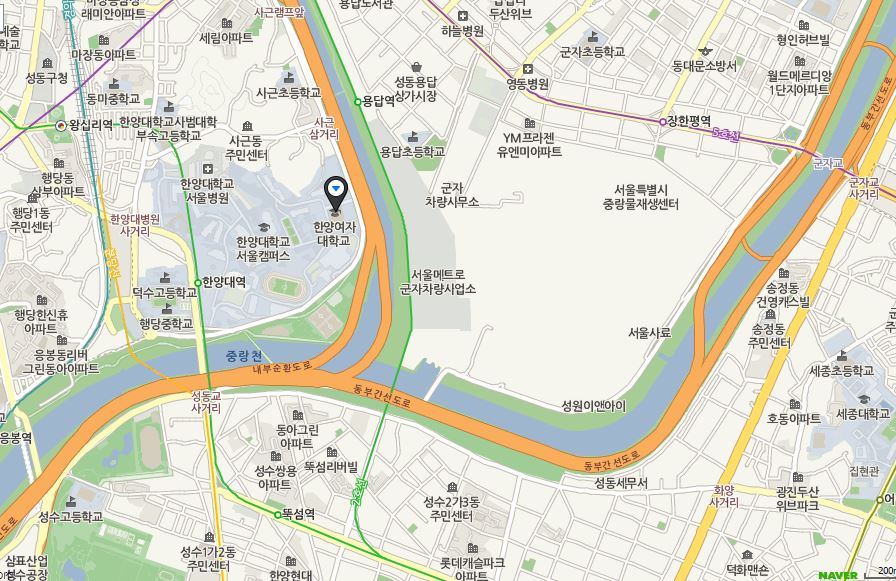 래미안아파트
세림아파트
사근램프앞
용답도서관
하늘병원
두산위브
마장동아파트
성동구청
동마중학교
사근초등학교
용답역
성동용답
상가시장
영동병원
군자초등학교
동대문소방서
형인허브빌
월드메르디앙
1단지아파트
동부간선도로
왕십리역
한양대학교사범대학
부속고등학교
사근동
주민센터
사근
삼거리
용답초등학교
YM프라젠
유엔미아파트
장한평역
5호선
군자교
군자교
사거리
행당동
삼부아파트
행당1동
주민센터
한양대학교
서울병원
한양대병원
사거리
한양대학교
서울캠퍼스
한양여자
대학교
군자
차량사무소
서울특별시
중랑물재생센터
덕수고등학교
한양대역
행당중학교
서울메트로
군자차량사업소
송정동
건영캐스빌
송정동
주민센터
행당한신휴
아파트
응봉동리버
그린동아아파트
중랑천
내부순환도로
동부간선도로
서울사료
세종초등학교
세종대학교
성동교
사거리
응봉역
동아그린
아파트
뚝섬리버빌
성수쌍용
아파트
성원이앤아이
호동아파트
집현관
동부간선도로
성동세무서
화양
사거리
광진두산
위브파크
성수고등학교
뚝섬역
2호선
성수2가3동
주민센터
성수1가2동
주민센터
삼표산업
성수공장
한양현대
롯데캐슬파크
아파트
덕화맨숀
NAVER
200m